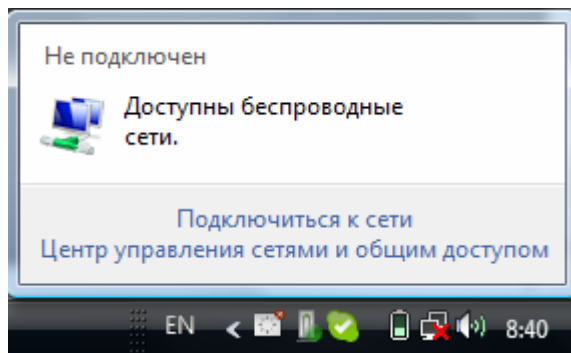 Не подключен
Доступны беспроводные
сети.
Подключиться к сети
Центр управления сетями и общим доступом
EN
8:40